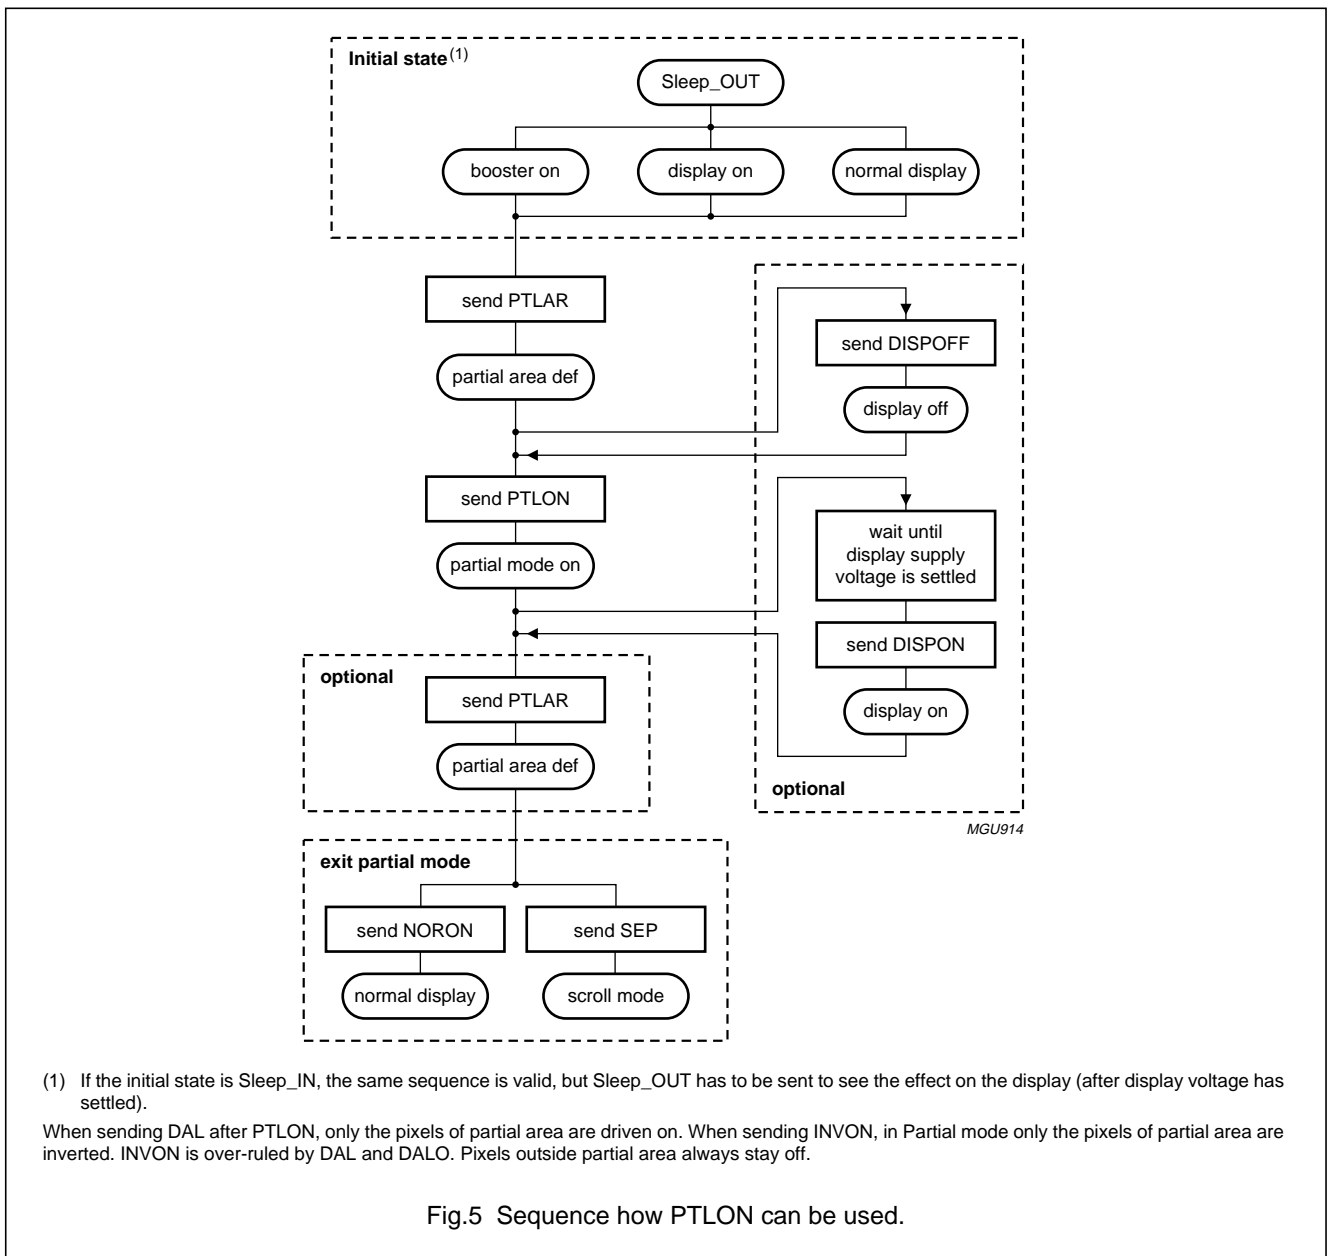 Initial state(1)
Sleep_OUT
booster on
display on
normal display
send PTLAR
partial area def
send DISPOFF
display off
send PTLON
partial mode on
wait until
display supply
voltage is settled
send DISPON
display on
optional
optional
send PTLAR
partial area def
MGU914
exit partial mode
send NORON
send SEP
normal display
scroll mode
(1) If the initial state is Sleep_IN, the same sequence is valid, but Sleep_OUT has to be sent to see the effect on the display (after display voltage has
settled).
When sending DAL after PTLON, only the pixels of partial area are driven on. When sending INVON, in Partial mode only the pixels of partial area are
inverted. INVON is over-ruled by DAL and DALO. Pixels outside partial area always stay off.
Fig.5 Sequence how PTLON can be used.